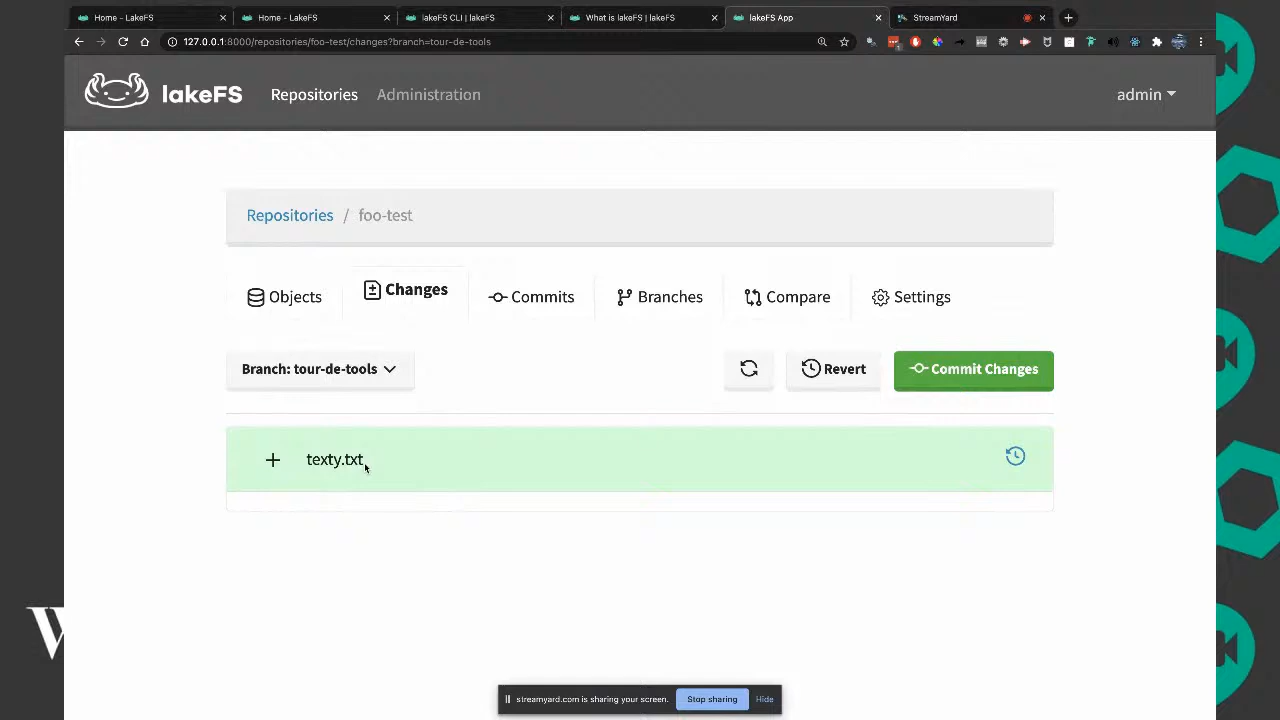 Home - LakeFS
Home - LakeFS
lakeFS CLI | lakeFS
What is lakeFS | lakeFS
lakeFS App
StreamYard
127.0.0.1:8000/repositories/foo-test/changes?branch=tour-de-tools
lakeFS
Repositories
Administration
admin
Repositories / foo-test
Objects
Changes
Commits
Branches
Compare
Settings
Branch: tour-de-tools
Revert
Commit Changes
+ texty.txt
W
streamyard.com is sharing your screen.
Stop sharing
Hide